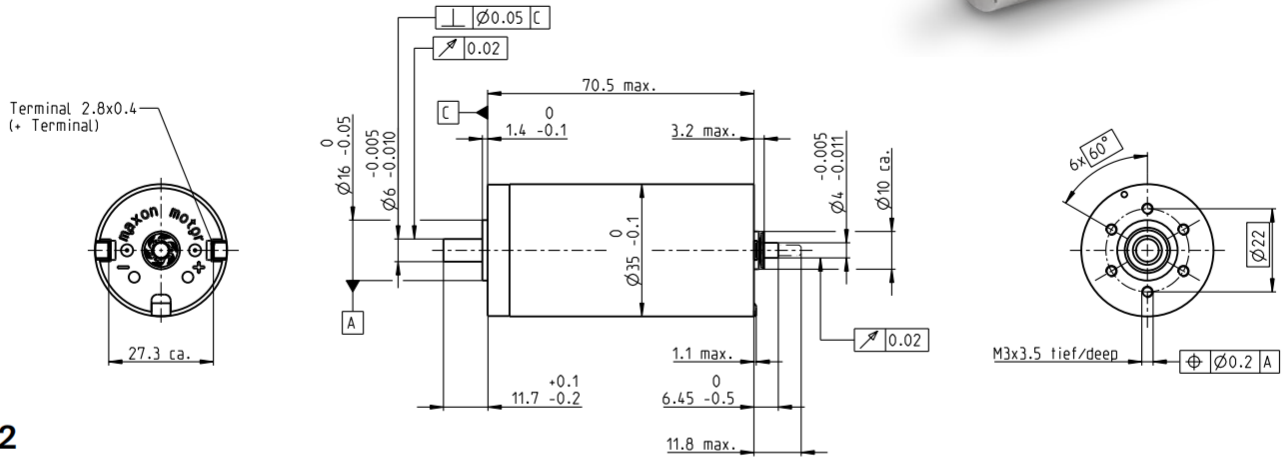 ⊥ Ø0.05 C
↗ 0.02
70.5 max.
C
0
1.4 -0.1
3.2 max.
Terminal 2.8x0.4
(+ Terminal)
0
Ø16 -0.05
-0.005
Ø6 -0.010
0
Ø35 -0.1
-0.005
Ø4 -0.011
Ø10 ca.
6x 60°
Ø22
maxon motor
- +
A
27.3 ca.
↗ 0.02
1.1 max.
M3x3.5 tief/deep
⌖ Ø0.2 A
+0.1
11.7 -0.2
0
6.45 -0.5
11.8 max.
2